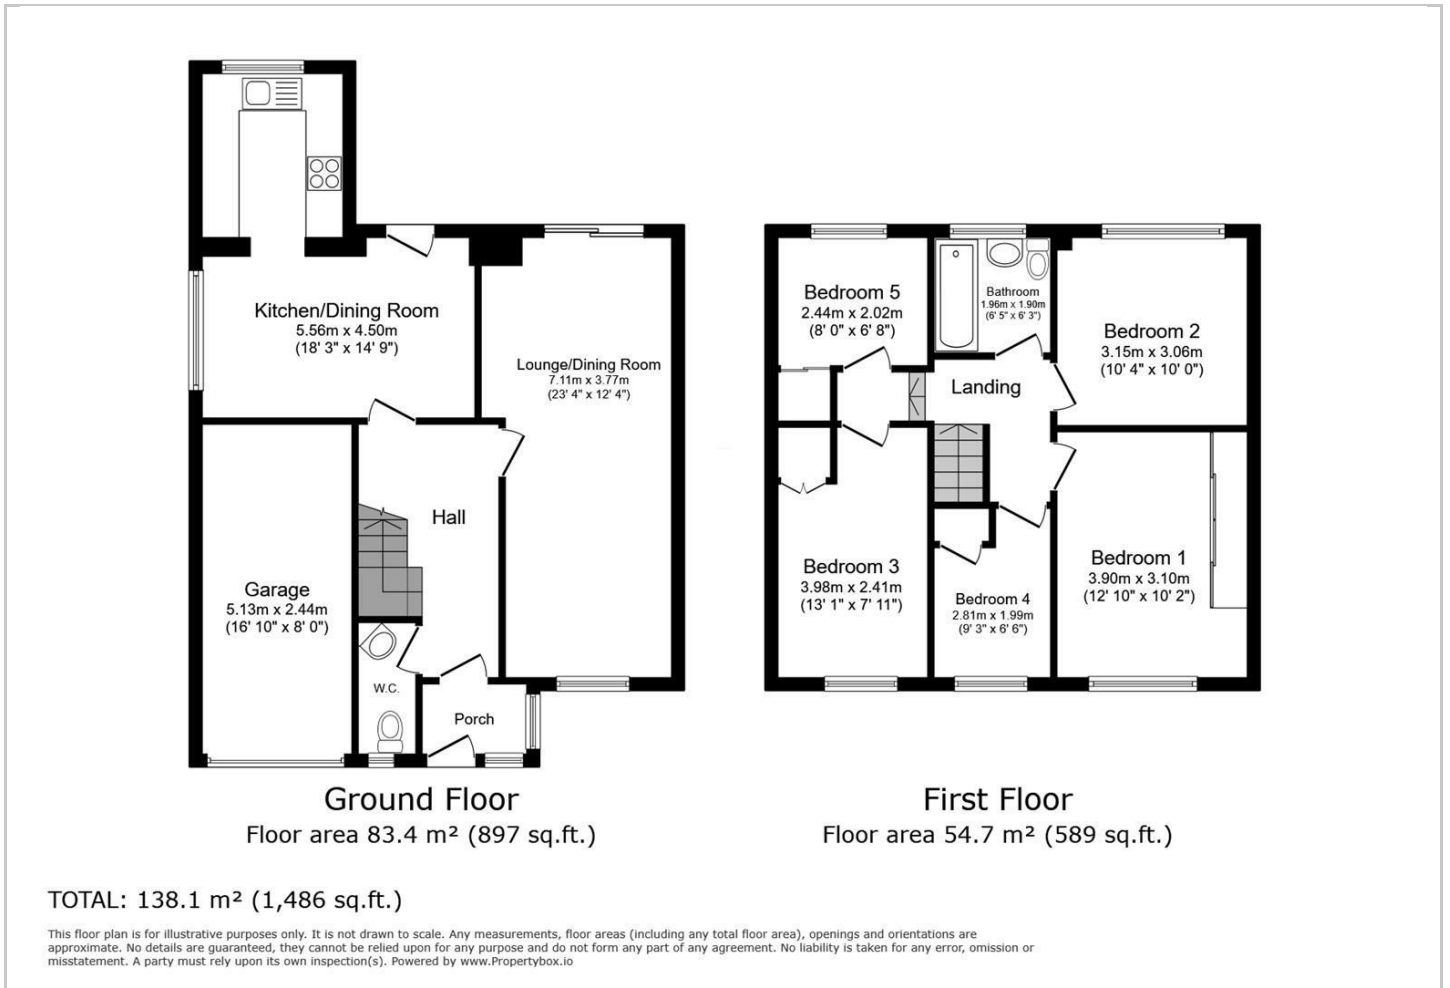 Kitchen/Dining Room
5.56m x 4.50m
(18' 3" x 14' 9")
Lounge/Dining Room
7.11m x 3.77m
(23' 4" x 12' 4")
Hall
Garage
5.13m x 2.44m
(16' 10" x 8' 0")
W.C.
Porch
Ground Floor
Floor area 83.4 m² (897 sq.ft.)
Bedroom 5
2.44m x 2.02m
(8' 0" x 6' 8")
Bathroom
1.96m x 1.90m
(6' 5" x 6' 3")
Bedroom 2
3.15m x 3.06m
(10' 4" x 10' 0")
Landing
Bedroom 3
3.98m x 2.41m
(13' 1" x 7' 11")
Bedroom 4
2.81m x 1.99m
(9' 3" x 6' 6")
Bedroom 1
3.90m x 3.10m
(12' 10" x 10' 2")
First Floor
Floor area 54.7 m² (589 sq.ft.)
TOTAL: 138.1 m² (1,486 sq.ft.)
This floor plan is for illustrative purposes only. It is not drawn to scale. Any measurements, floor areas (including any total floor area), openings and orientations are
approximate. No details are guaranteed, they cannot be relied upon for any purpose and do not form any part of any agreement. No liability is taken for any error, omission or
misstatement. A party must rely upon its own inspection(s). Powered by www.Propertybox.io